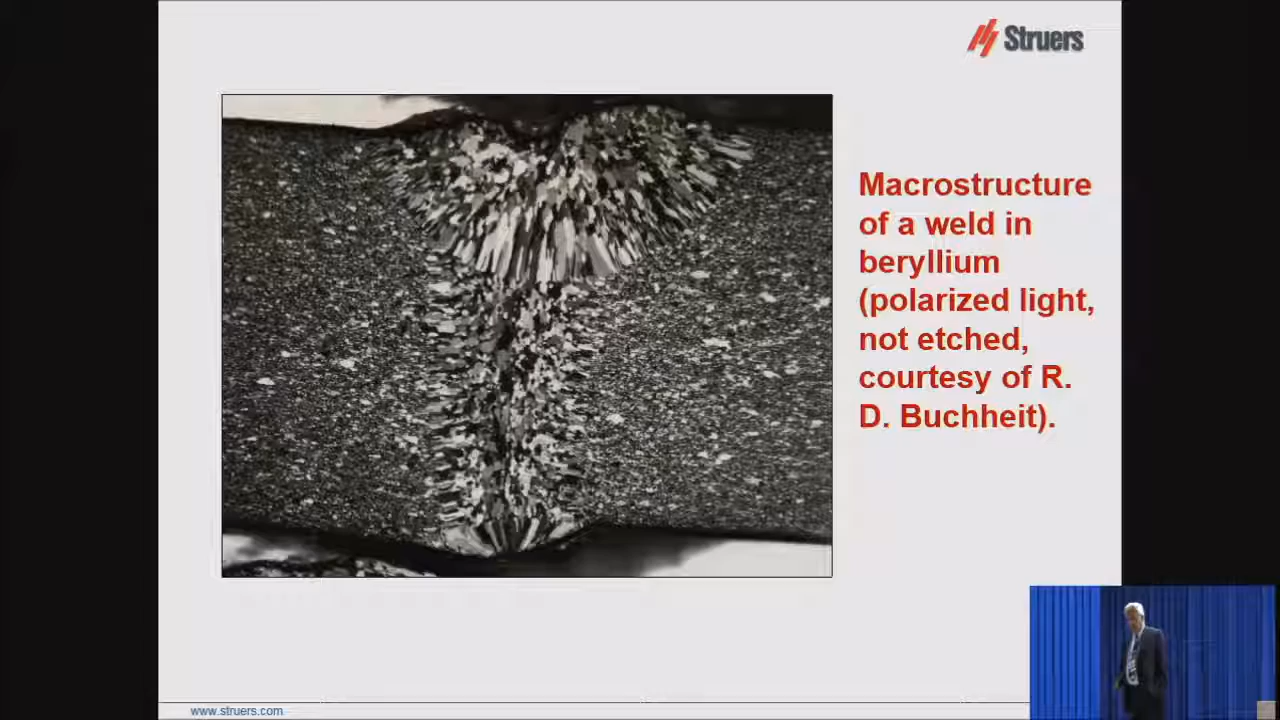 Struers
Macrostructure
of a weld in
beryllium
(polarized light,
not etched,
courtesy of R.
D. Buchheit).
www.struers.com